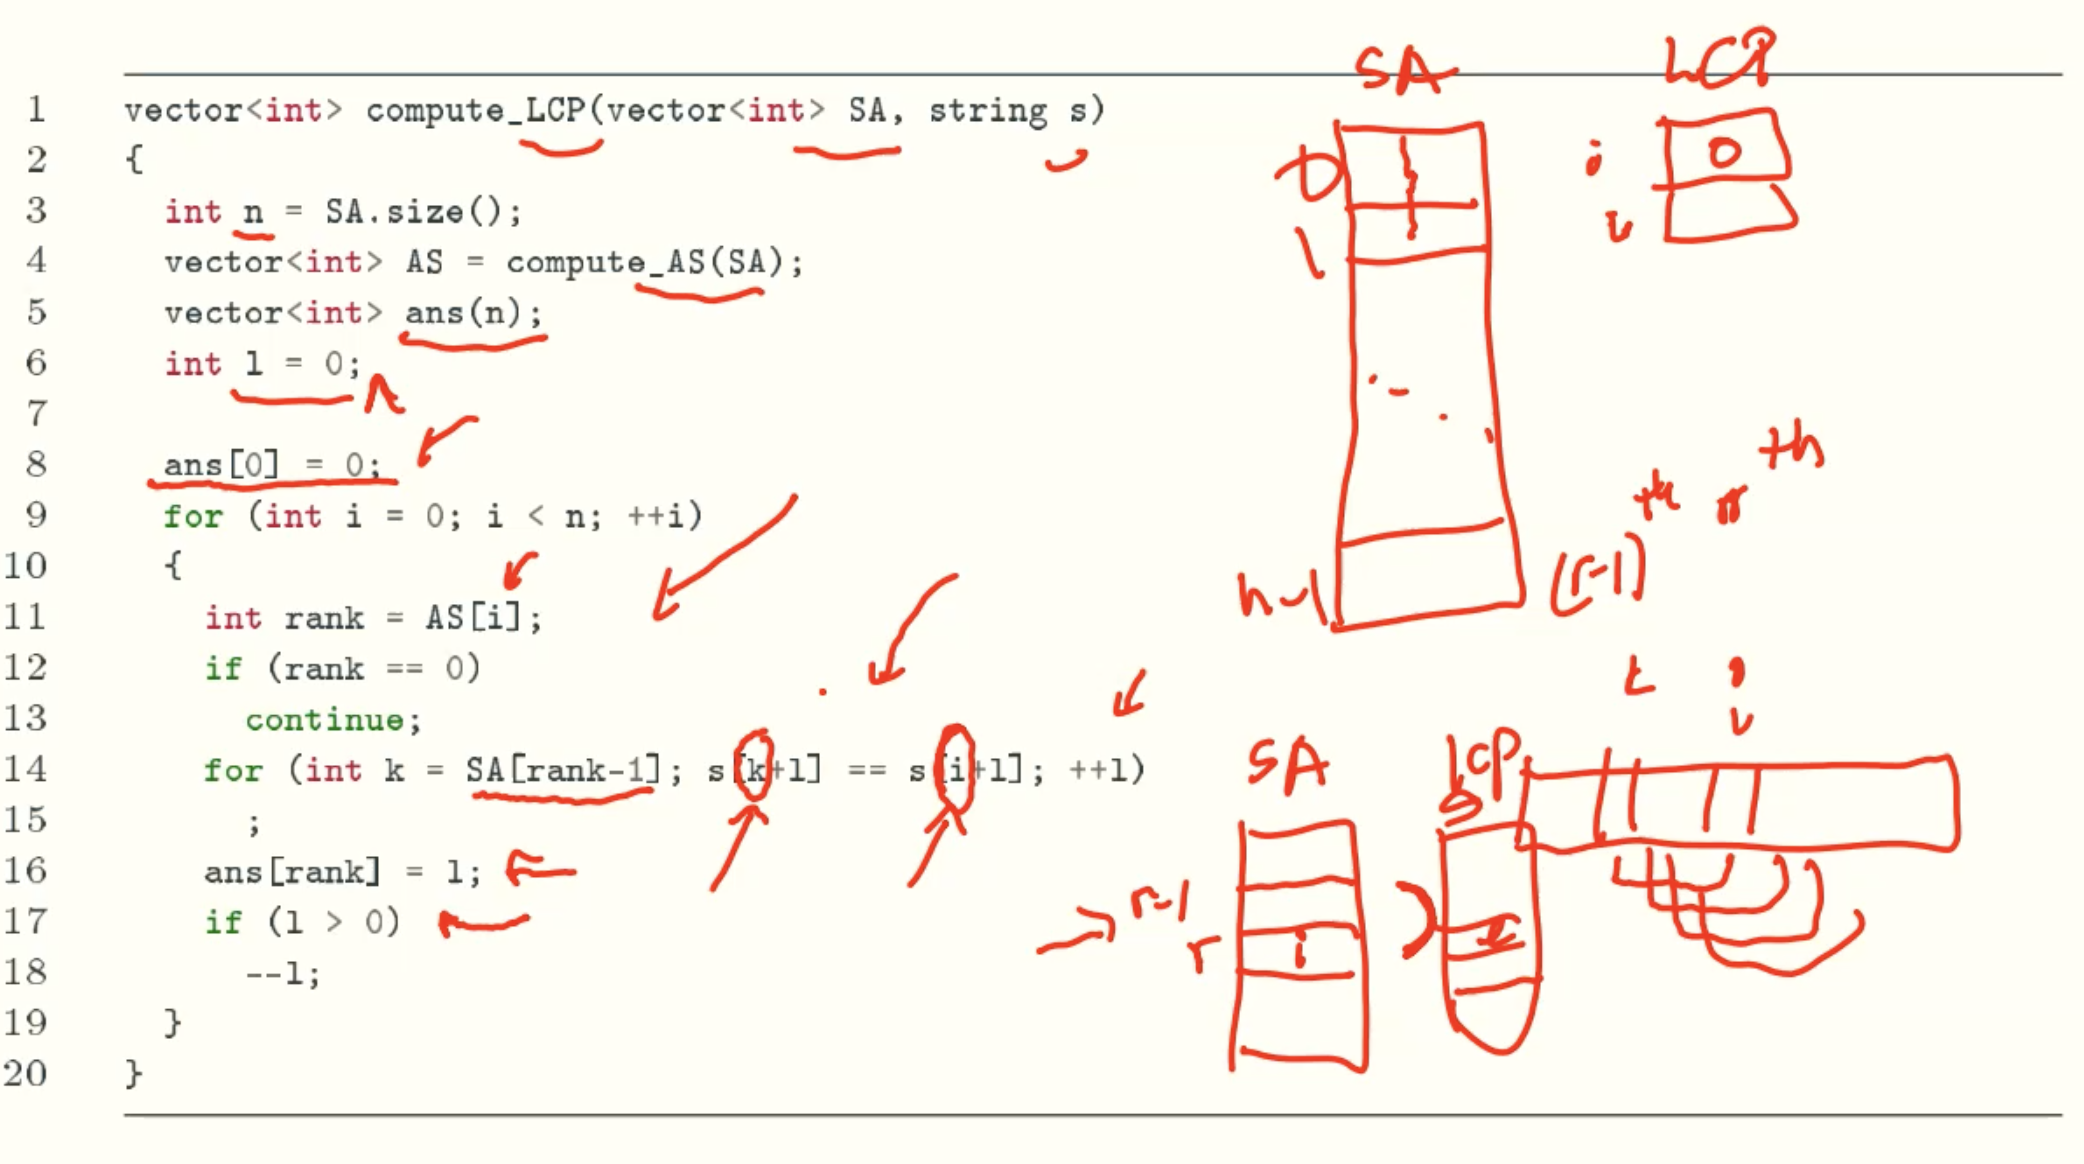 1 vector<int> compute_LCP(vector<int> SA, string s)
2 {
3 int n = SA.size();
4 vector<int> AS = compute_AS(SA);
5 vector<int> ans(n);
6 int l = 0;
7
8 ans[0] = 0;
9 for (int i = 0; i < n; ++i)
10 {
11 int rank = AS[i];
12 if (rank == 0)
13 continue;
14 for (int k = SA[rank-1]; s[k+l] == s[i+l]; ++l)
15 ;
16 ans[rank] = l;
17 if (l > 0)
18 --l;
19 }
20 }
SA
LCP
0
i
0
1
n-1
th
th
r
(r-1)
i
SA
LCP
r-1
r
i